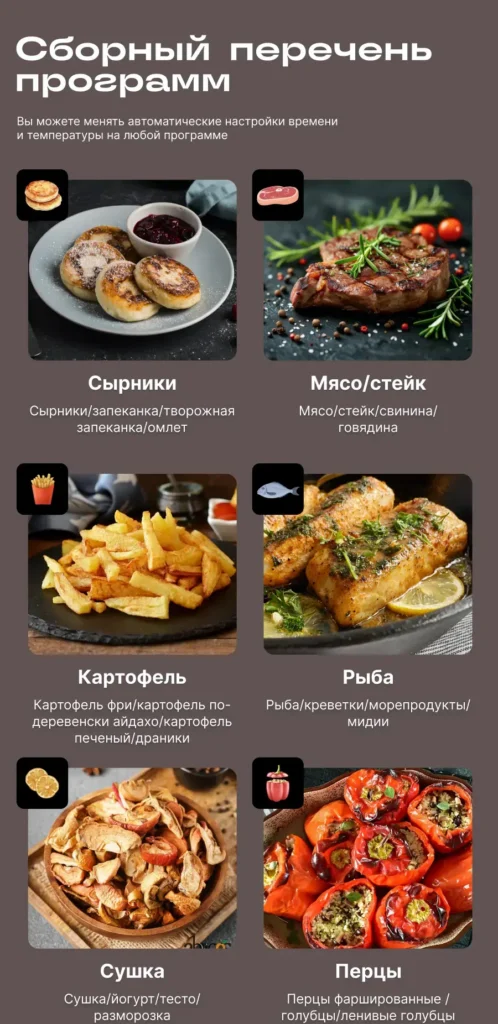 Сборный перечень
программ
Вы можете менять автоматические настройки времени
и температуры на любой программе
Сырники
Сырники/запеканка/творожная
запеканка/омлет
Мясо/стейк
Мясо/стейк/свинина/
говядина
Картофель
Картофель фри/картофель по-
деревенски айдахо/картофель
печеный/драники
Рыба
Рыба/креветки/морепродукты/
мидии
Сушка
Сушка/йогурт/тесто/
разморозка
Перцы
Перцы фаршированные /
голубцы/ленивые голубцы